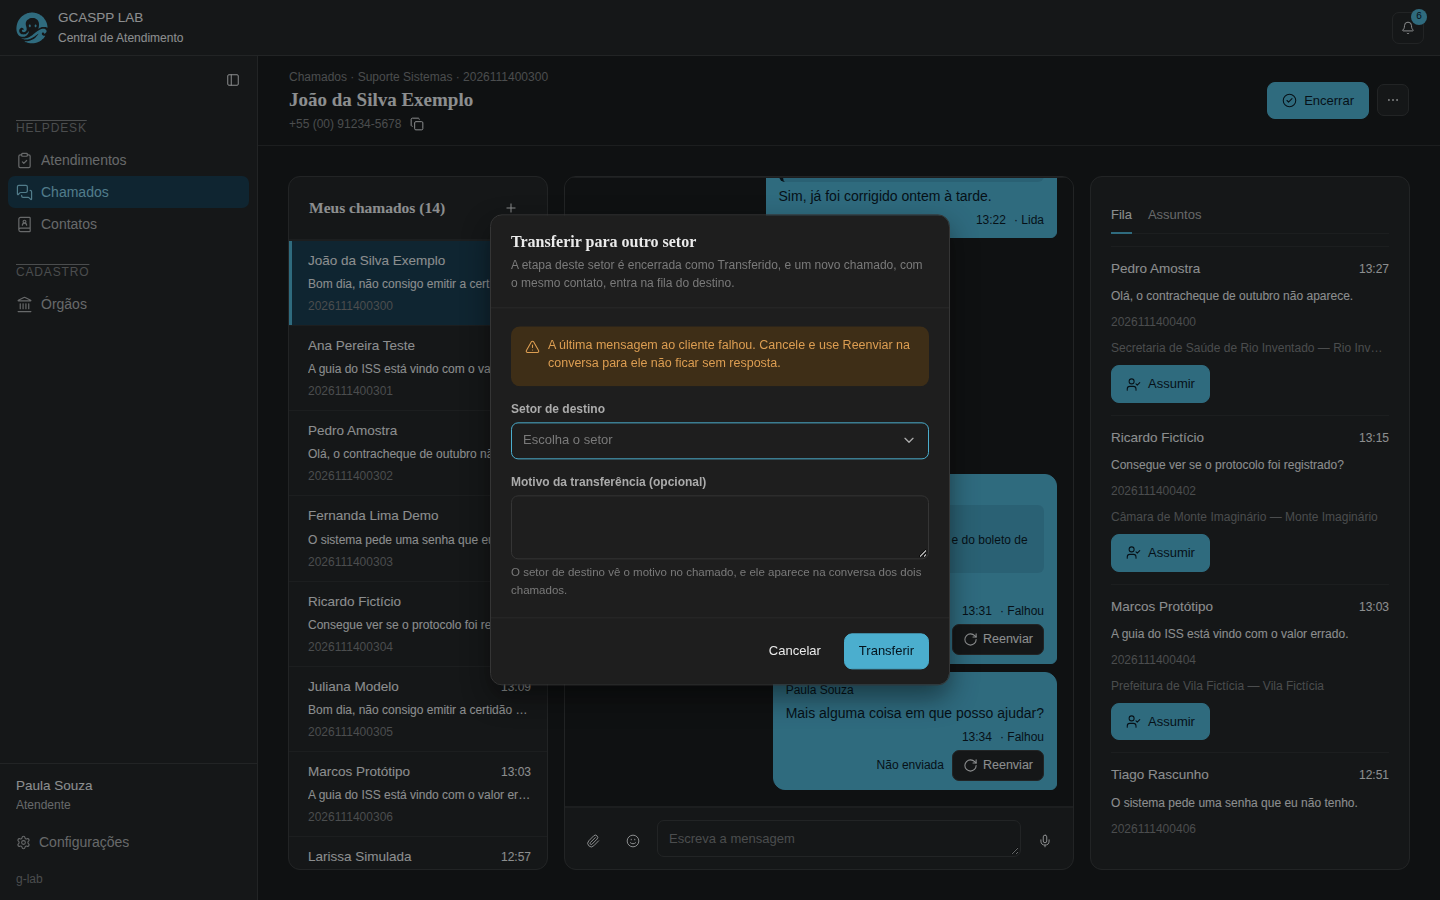 GCASPP LAB
Central de Atendimento
6
HELPDESK
Atendimentos
Chamados
Contatos
CADASTRO
Órgãos
Paula Souza
Atendente
Configurações
g-lab
Chamados · Suporte Sistemas · 2026111400300
João da Silva Exemplo
+55 (00) 91234-5678
Encerrar
Meus chamados (14)
João da Silva Exemplo
Bom dia, não consigo emitir a cert
2026111400300
Ana Pereira Teste
A guia do ISS está vindo com o va
2026111400301
Pedro Amostra
Olá, o contracheque de outubro nã
2026111400302
Fernanda Lima Demo
O sistema pede uma senha que eu
2026111400303
Ricardo Fictício
Consegue ver se o protocolo foi re
2026111400304
Juliana Modelo 13:09
Bom dia, não consigo emitir a certidão …
2026111400305
Marcos Protótipo 13:03
A guia do ISS está vindo com o valor er…
2026111400306
Larissa Simulada 12:57
Sim, já foi corrigido ontem à tarde.
13:22 · Lida
Transferir para outro setor
A etapa deste setor é encerrada como Transferido, e um novo chamado, com
o mesmo contato, entra na fila do destino.
A última mensagem ao cliente falhou. Cancele e use Reenviar na
conversa para ele não ficar sem resposta.
Setor de destino
Escolha o setor
Motivo da transferência (opcional)
O setor de destino vê o motivo no chamado, e ele aparece na conversa dos dois
chamados.
Cancelar
Transferir
e do boleto de
13:31 · Falhou
Reenviar
Paula Souza
Mais alguma coisa em que posso ajudar?
13:34 · Falhou
Não enviada
Reenviar
Escreva a mensagem
Fila
Assuntos
Pedro Amostra 13:27
Olá, o contracheque de outubro não aparece.
2026111400400
Secretaria de Saúde de Rio Inventado — Rio Inv…
Assumir
Ricardo Fictício 13:15
Consegue ver se o protocolo foi registrado?
2026111400402
Câmara de Monte Imaginário — Monte Imaginário
Assumir
Marcos Protótipo 13:03
A guia do ISS está vindo com o valor errado.
2026111400404
Prefeitura de Vila Fictícia — Vila Fictícia
Assumir
Tiago Rascunho 12:51
O sistema pede uma senha que eu não tenho.
2026111400406